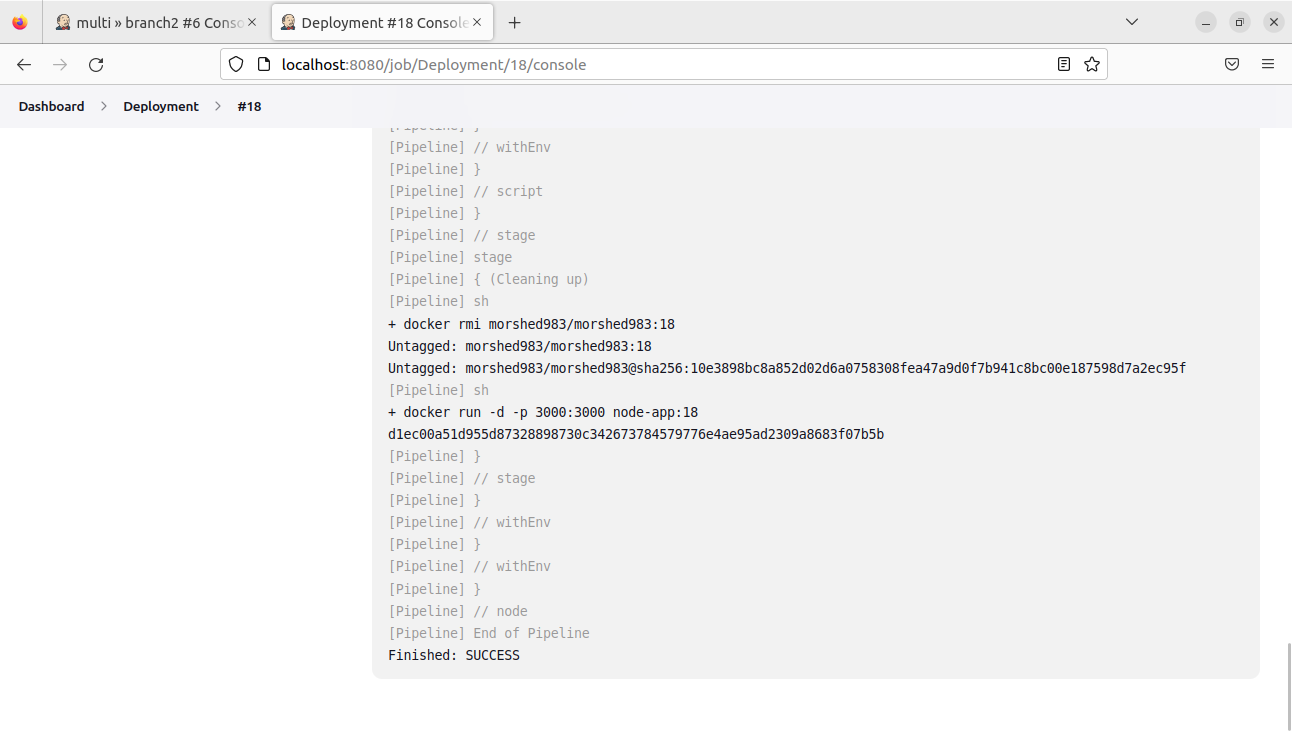 multi » branch2 #6 Conso
Deployment #18 Console
localhost:8080/job/Deployment/18/console
Dashboard > Deployment > #18
[Pipeline] }
[Pipeline] // withEnv
[Pipeline] }
[Pipeline] // script
[Pipeline] }
[Pipeline] // stage
[Pipeline] stage
[Pipeline] { (Cleaning up)
[Pipeline] sh
+ docker rmi morshed983/morshed983:18
Untagged: morshed983/morshed983:18
Untagged: morshed983/morshed983@sha256:10e3898bc8a852d02d6a0758308fea47a9d0f7b941c8bc00e187598d7a2ec95f
[Pipeline] sh
+ docker run -d -p 3000:3000 node-app:18
d1ec00a51d955d87328898730c342673784579776e4ae95ad2309a8683f07b5b
[Pipeline] }
[Pipeline] // stage
[Pipeline] }
[Pipeline] // withEnv
[Pipeline] }
[Pipeline] // withEnv
[Pipeline] }
[Pipeline] // node
[Pipeline] End of Pipeline
Finished: SUCCESS